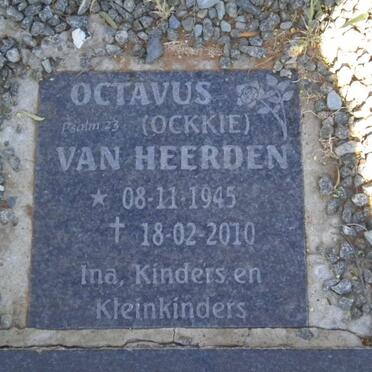 OCTAVUS
Psalm 23 (OCKKIE)
VAN HEERDEN
★ 08-11-1945
✝ 18-02-2010
Ina, Kinders en
Kleinkinders